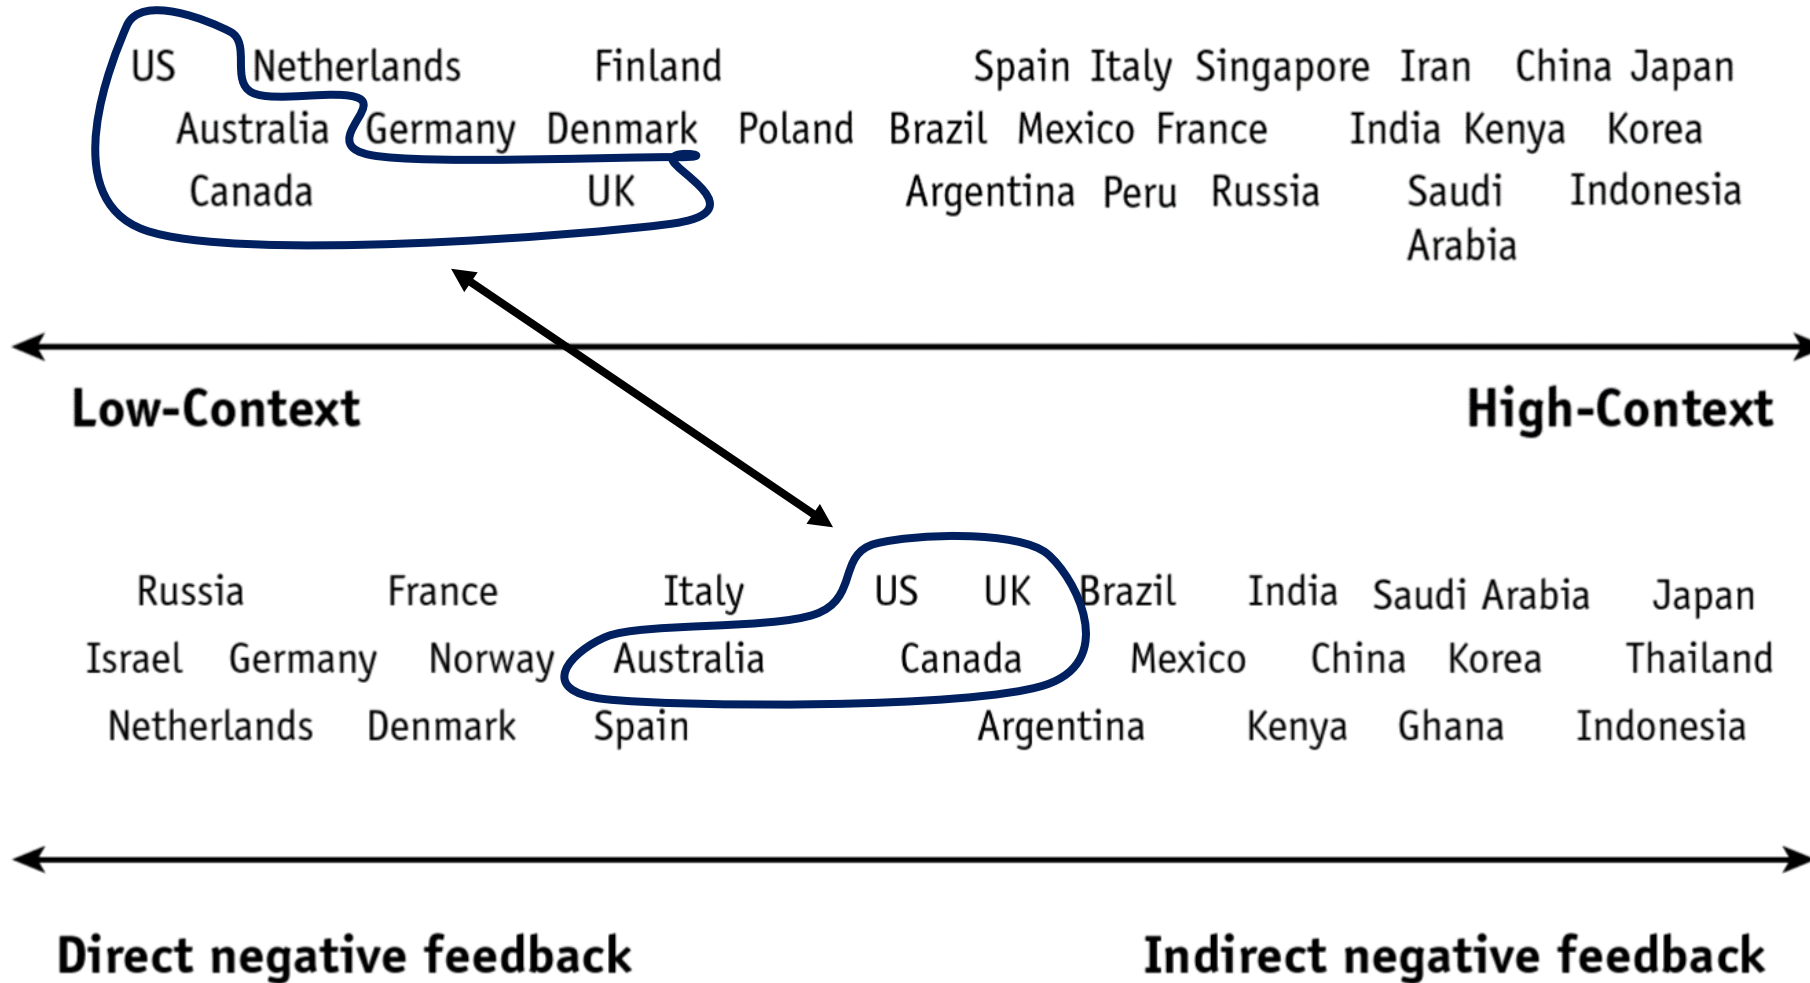 US Netherlands Finland Spain Italy Singapore Iran China Japan
Australia Germany Denmark Poland Brazil Mexico France India Kenya Korea
Canada UK Argentina Peru Russia Saudi Indonesia
Arabia
Low-Context High-Context
Russia France Italy US UK Brazil India Saudi Arabia Japan
Israel Germany Norway Australia Canada Mexico China Korea Thailand
Netherlands Denmark Spain Argentina Kenya Ghana Indonesia
Direct negative feedback Indirect negative feedback